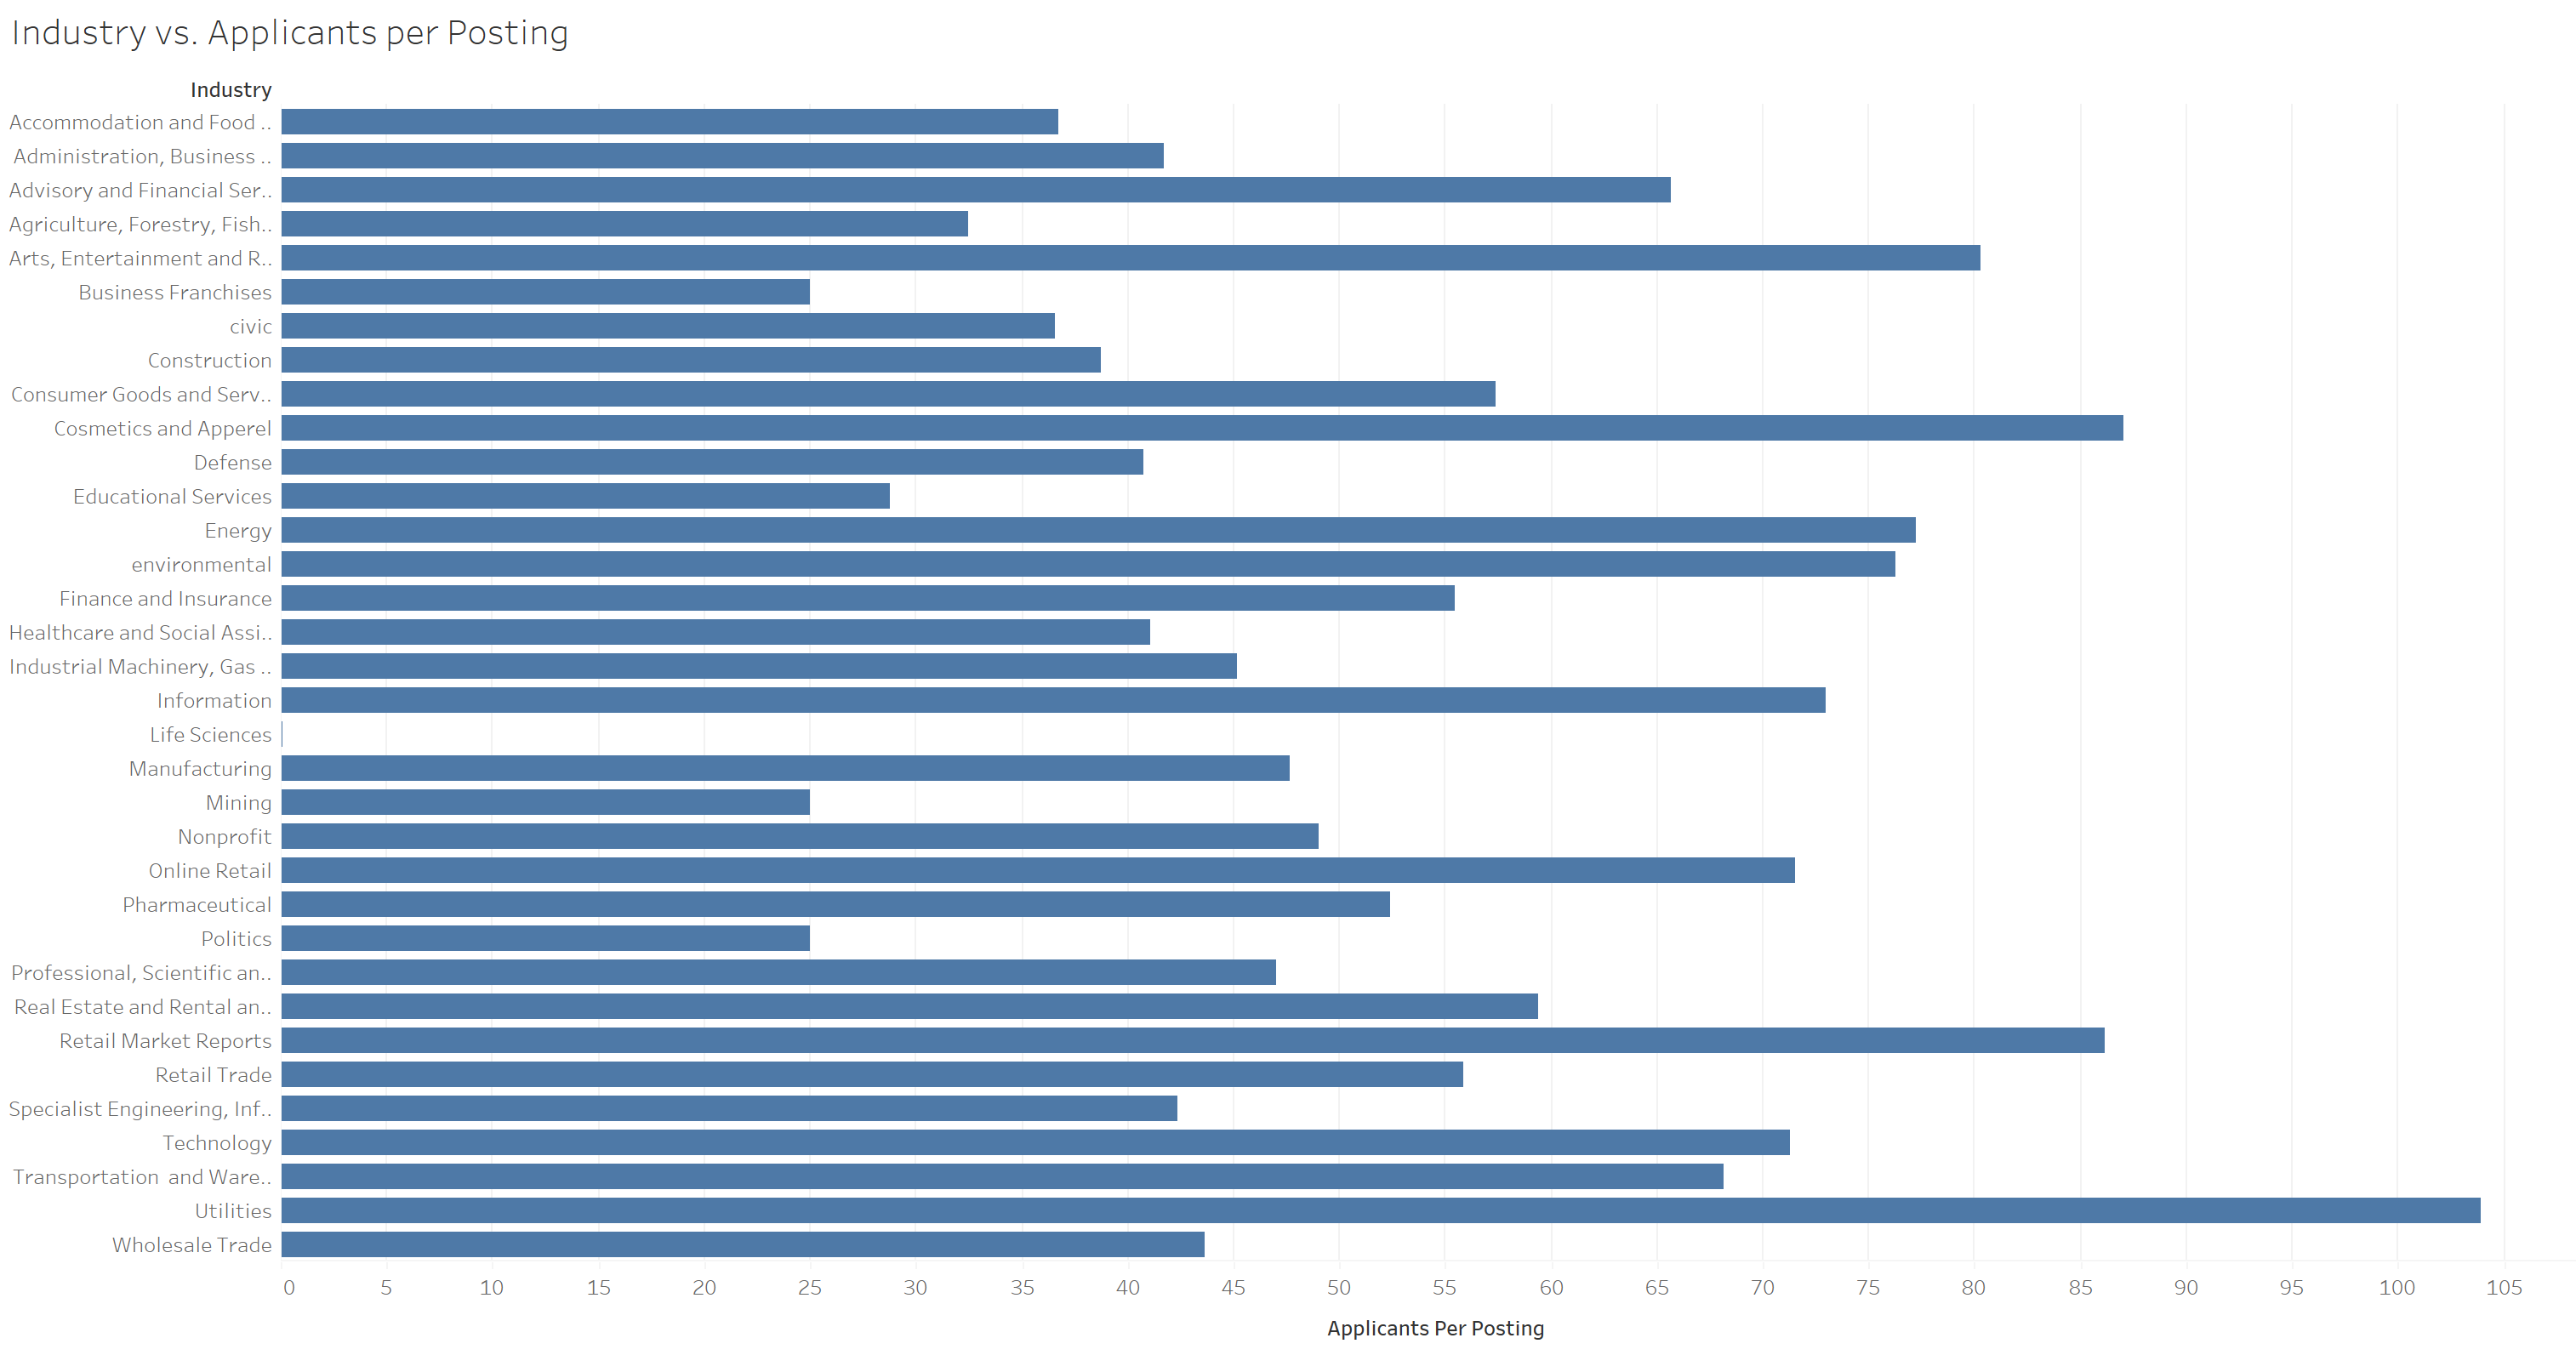 Industry vs. Applicants per Posting
Industry
Accommodation and Food ..
Administration, Business ..
Advisory and Financial Ser..
Agriculture, Forestry, Fish..
Arts, Entertainment and R..
Business Franchises
civic
Construction
Consumer Goods and Serv..
Cosmetics and Apperel
Defense
Educational Services
Energy
environmental
Finance and Insurance
Healthcare and Social Assi..
Industrial Machinery, Gas ..
Information
Life Sciences
Manufacturing
Mining
Nonprofit
Online Retail
Pharmaceutical
Politics
Professional, Scientific an..
Real Estate and Rental an..
Retail Market Reports
Retail Trade
Specialist Engineering, Inf..
Technology
Transportation  and Ware..
Utilities
Wholesale Trade
0 5 10 15 20 25 30 35 40 45 50 55 60 65 70 75 80 85 90 95 100 105
Applicants Per Posting